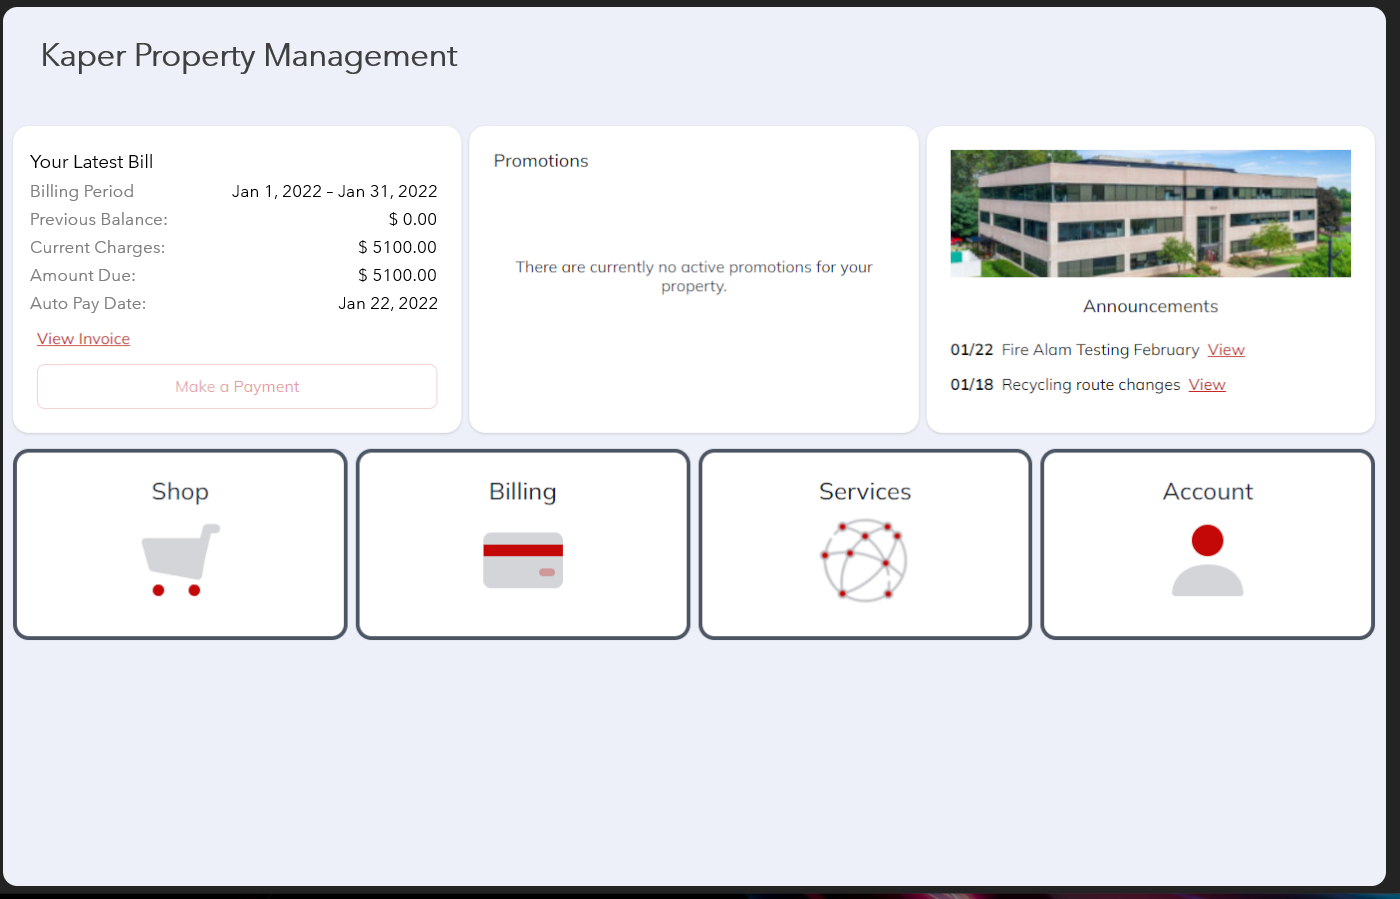 Kaper Property Management
Your Latest Bill
Billing Period Jan 1, 2022 – Jan 31, 2022
Previous Balance: $ 0.00
Current Charges: $ 5100.00
Amount Due: $ 5100.00
Auto Pay Date: Jan 22, 2022
View Invoice
Make a Payment
Promotions
There are currently no active promotions for your
property.
Announcements
01/22 Fire Alam Testing February View
01/18 Recycling route changes View
Shop
Billing
Services
Account